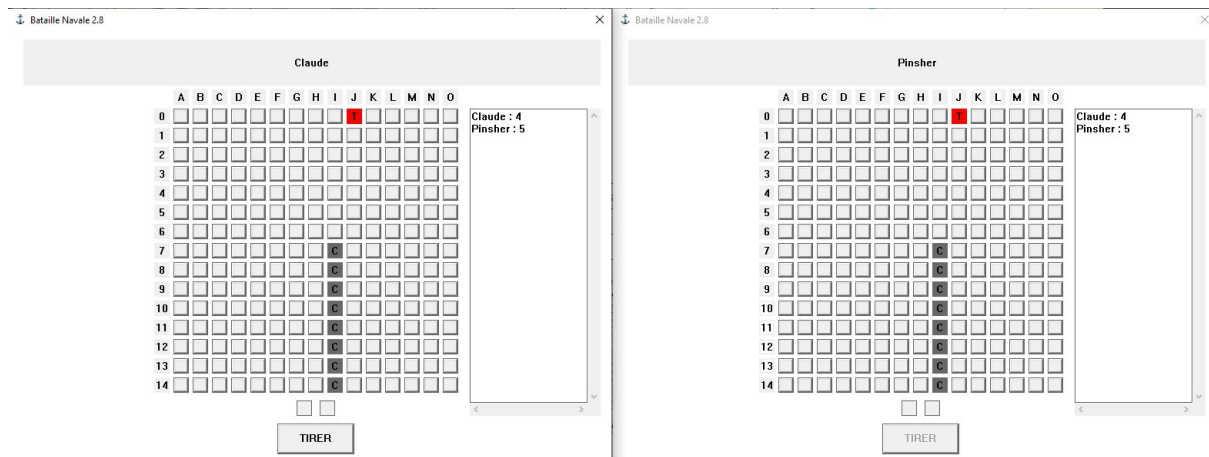 Bataille Navale 2.8
Claude
A B C D E F G H I J K L M N O
0 T
1
2
3
4
5
6
7 C
8 C
9 C
10 C
11 C
12 C
13 C
14 C
Claude : 4
Pinsher : 5
TIRER
Bataille Navale 2.8
Pinsher
A B C D E F G H I J K L M N O
0 T
1
2
3
4
5
6
7 C
8 C
9 C
10 C
11 C
12 C
13 C
14 C
Claude : 4
Pinsher : 5
TIRER